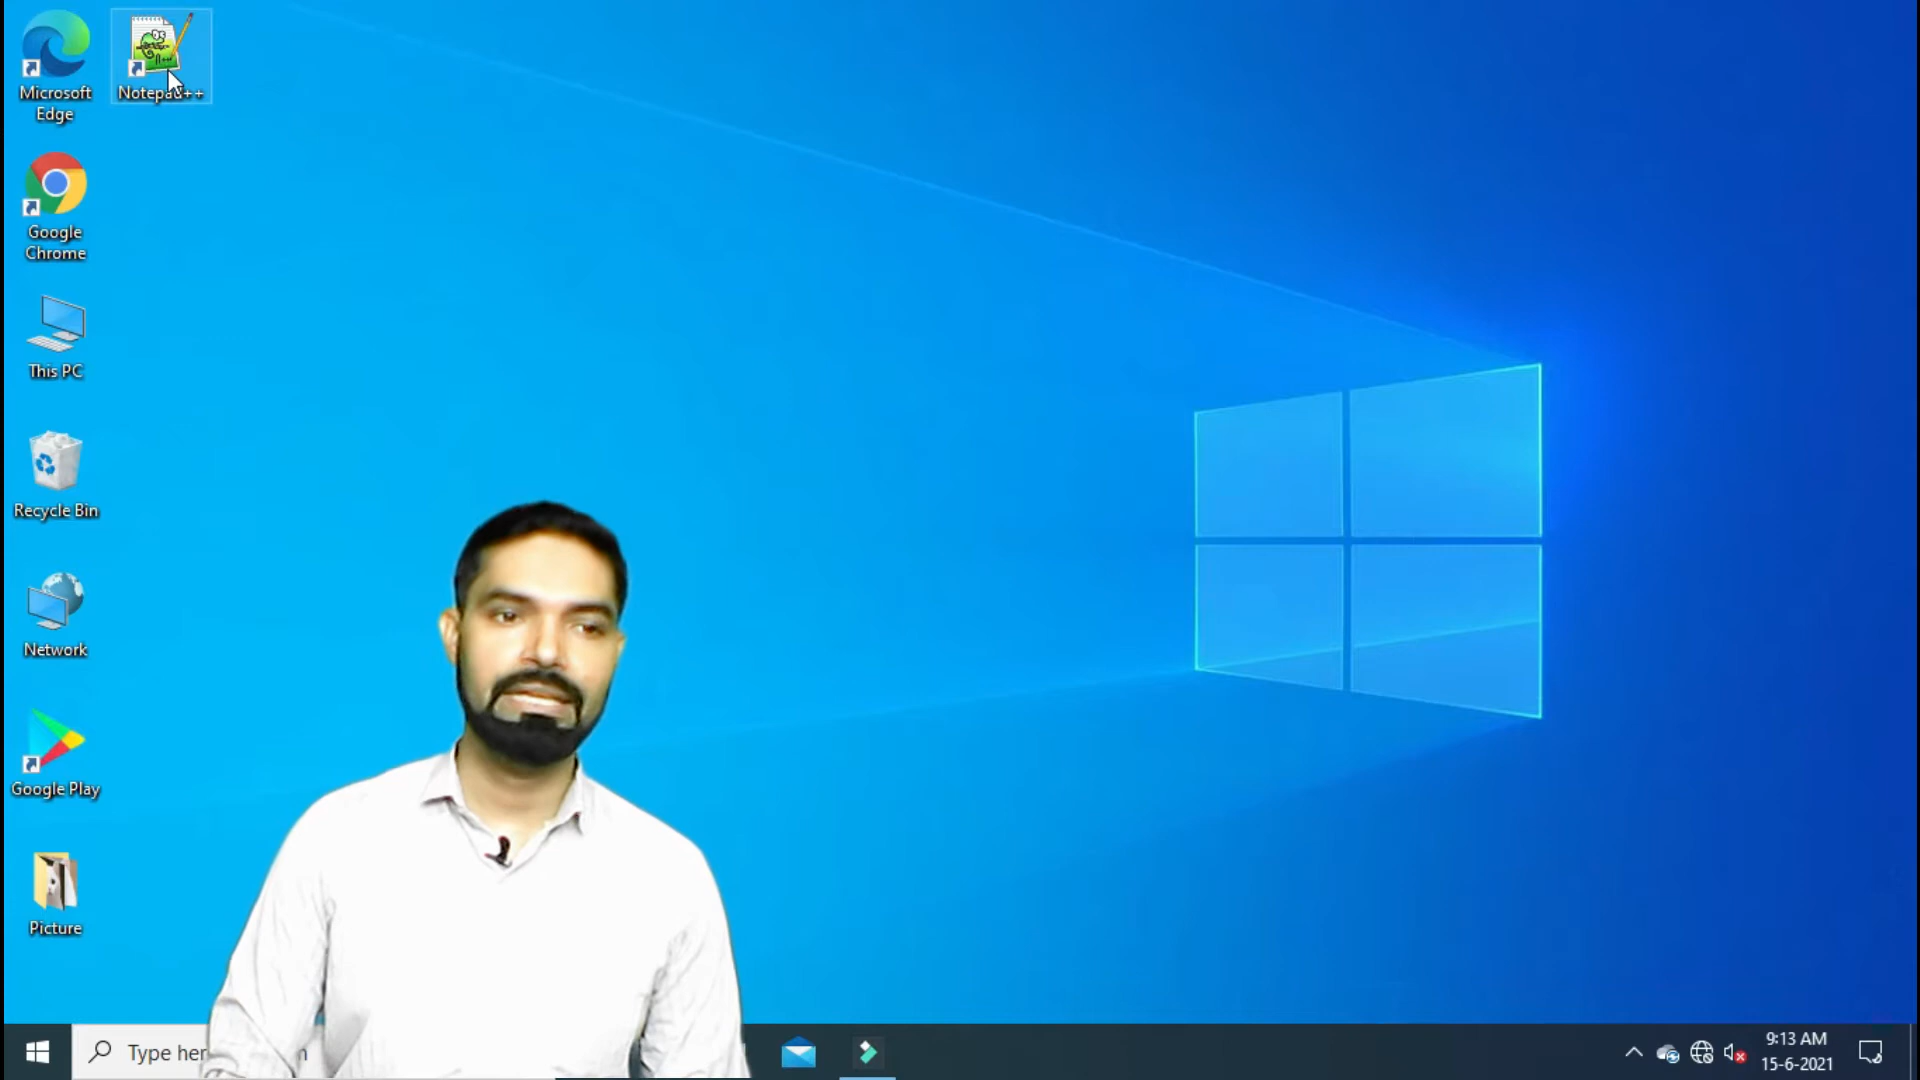 Microsoft
Edge
Notepad++
Google
Chrome
This PC
Recycle Bin
Network
Google Play
Picture
Type her
n
9:13 AM
15-6-2021